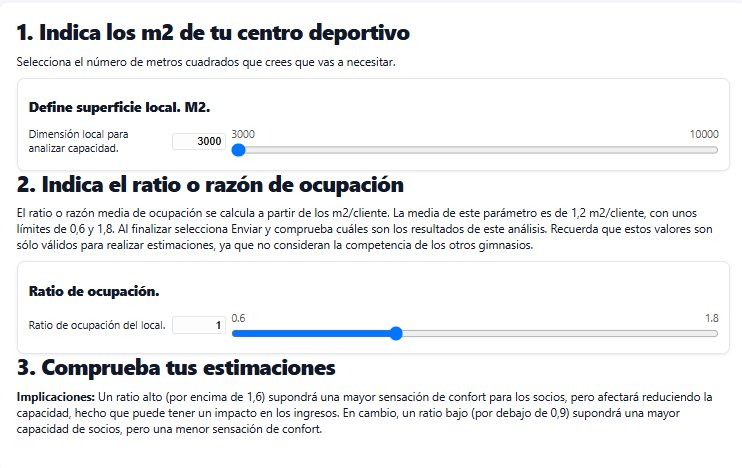 1. Indica los m2 de tu centro deportivo
Selecciona el número de metros cuadrados que crees que vas a necesitar.
Define superficie local. M2.
Dimensión local para
analizar capacidad.
3000
3000
10000
2. Indica el ratio o razón de ocupación
El ratio o razón media de ocupación se calcula a partir de los m2/cliente. La media de este parámetro es de 1,2 m2/cliente, con unos
límites de 0,6 y 1,8. Al finalizar selecciona Enviar y comprueba cuáles son los resultados de este análisis. Recuerda que estos valores son
sólo válidos para realizar estimaciones, ya que no consideran la competencia de los otros gimnasios.
Ratio de ocupación.
Ratio de ocupación del local.
1
0.6
1.8
3. Comprueba tus estimaciones
Implicaciones: Un ratio alto (por encima de 1,6) supondrá una mayor sensación de confort para los socios, pero afectará reduciendo la
capacidad, hecho que puede tener un impacto en los ingresos. En cambio, un ratio bajo (por debajo de 0,9) supondrá una mayor
capacidad de socios, pero una menor sensación de confort.